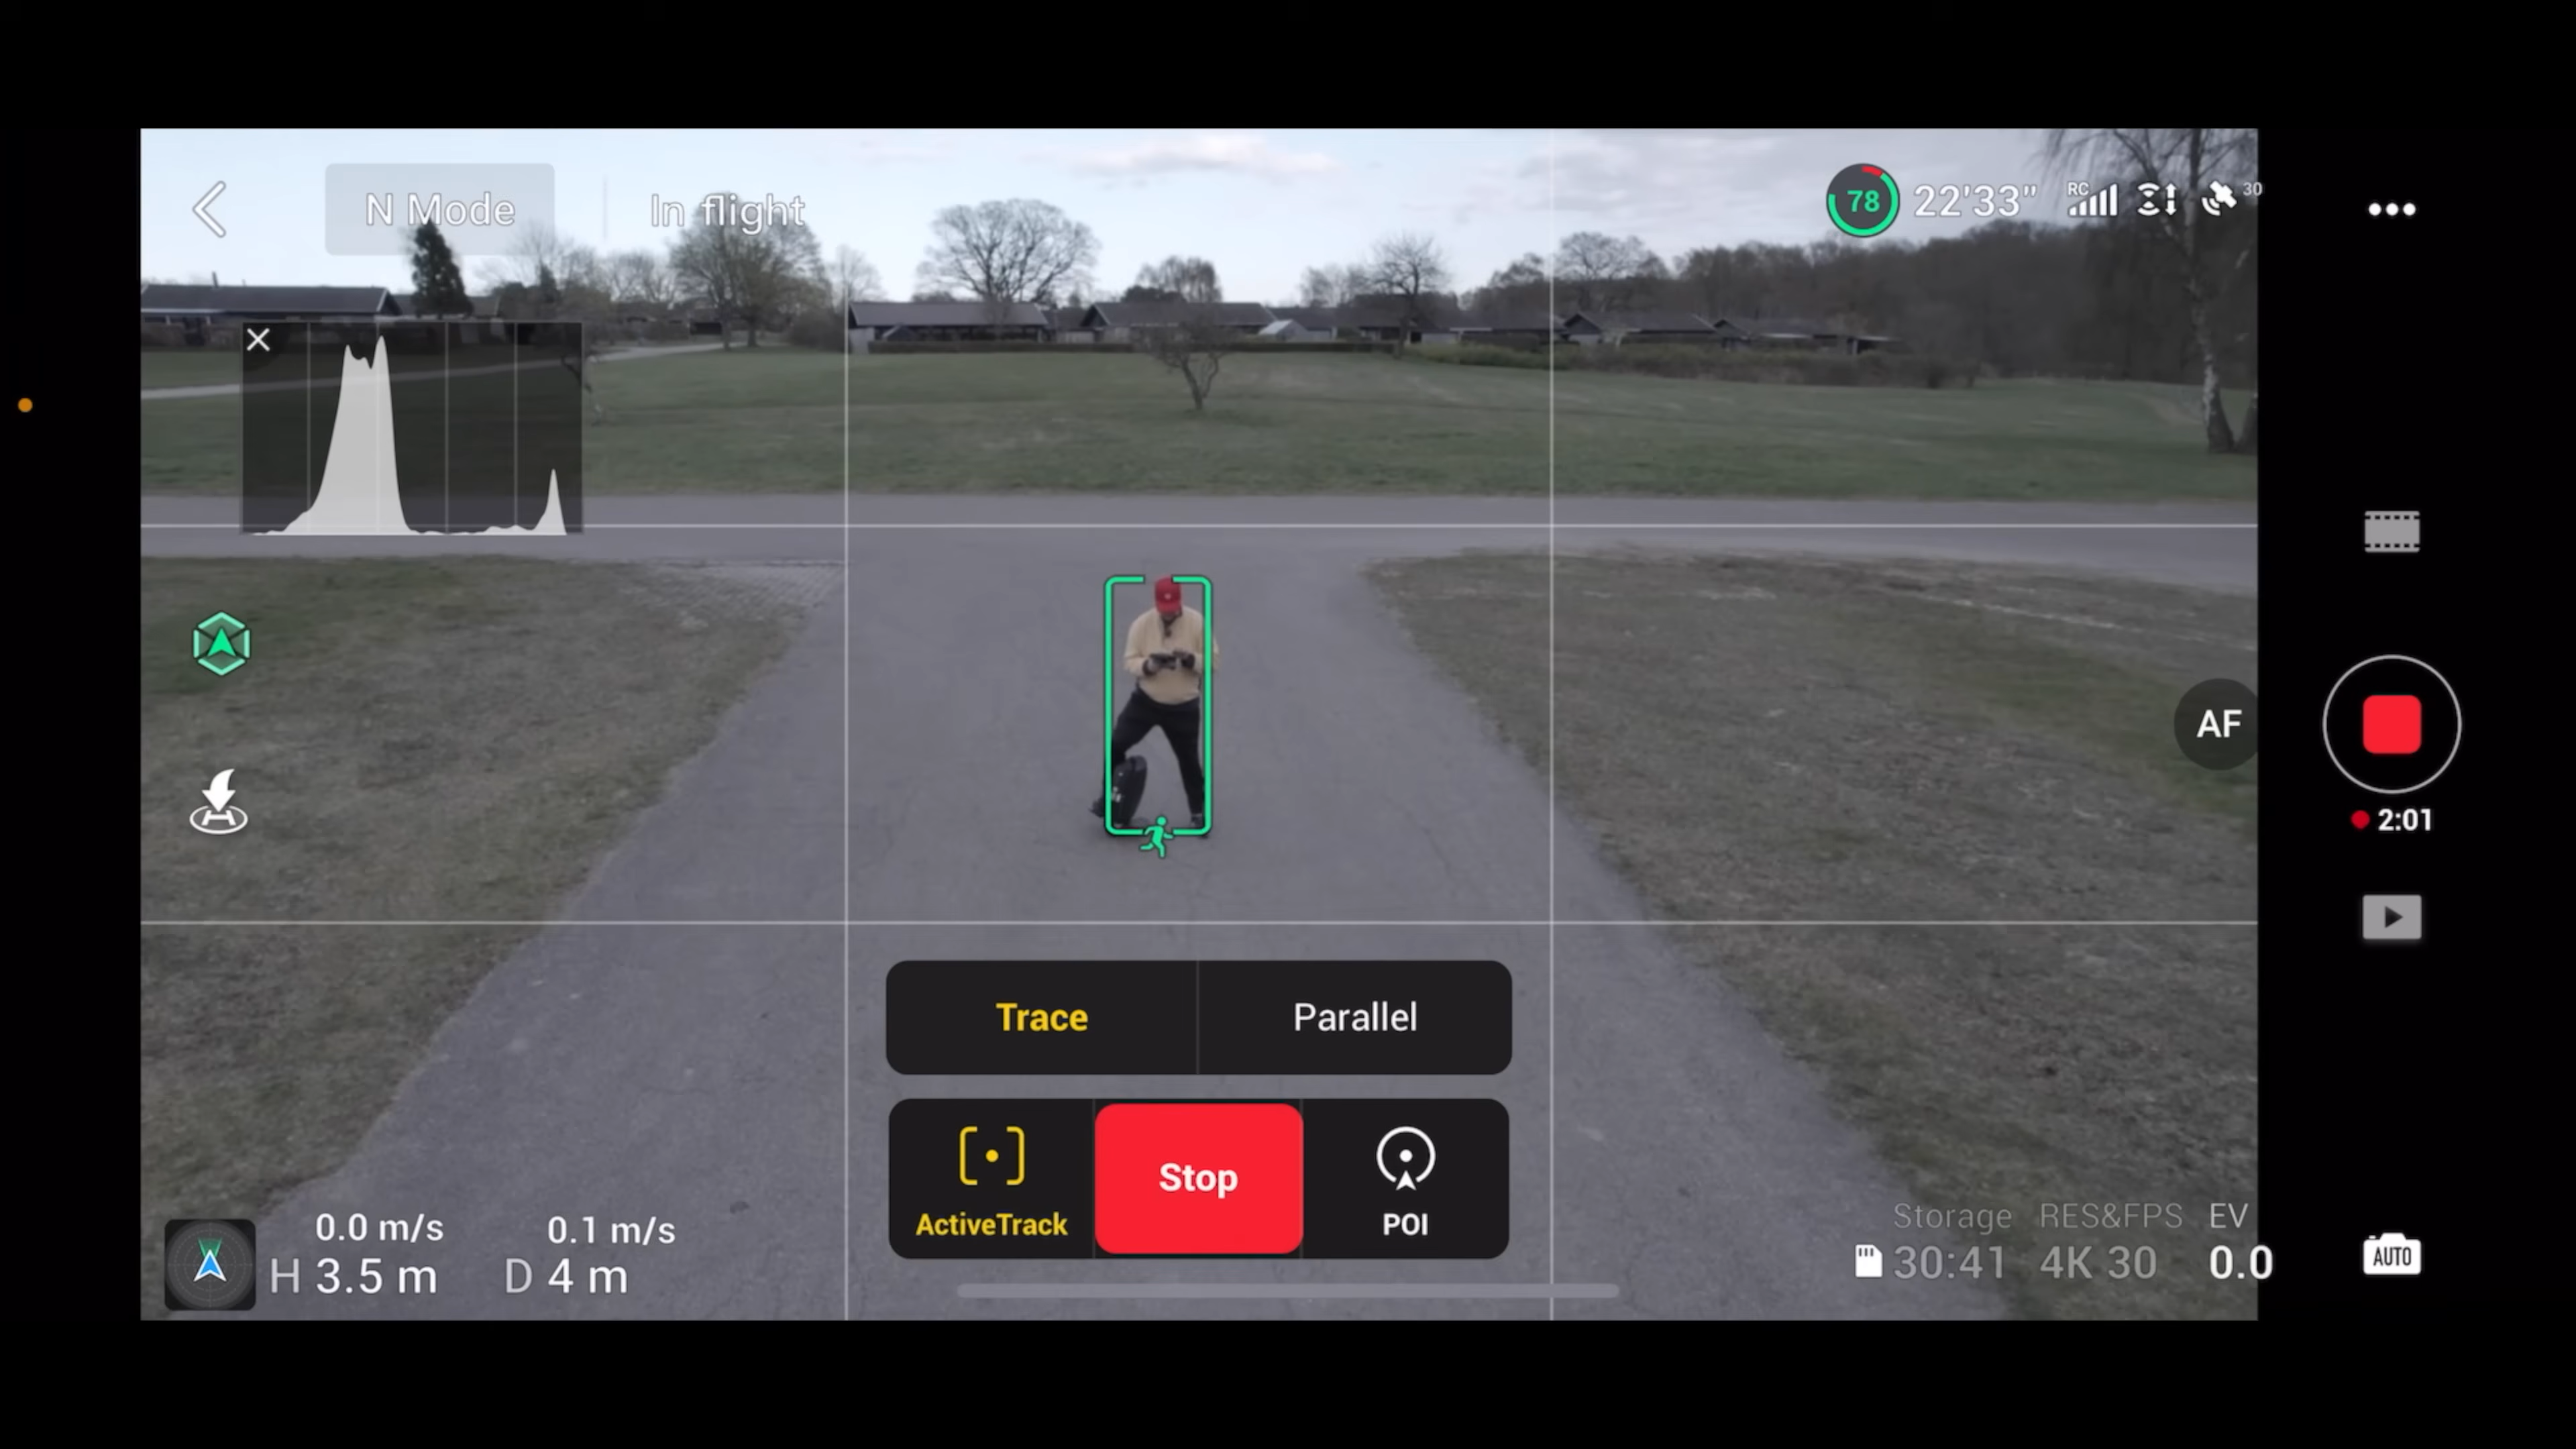 N Mode
In flight
78
22'33"
RC
30
AF
2:01
Trace
Parallel
ActiveTrack
Stop
POI
0.0 m/s
0.1 m/s
H 3.5 m
D 4 m
Storage RES&FPS EV
30:41 4K 30 0.0
AUTO